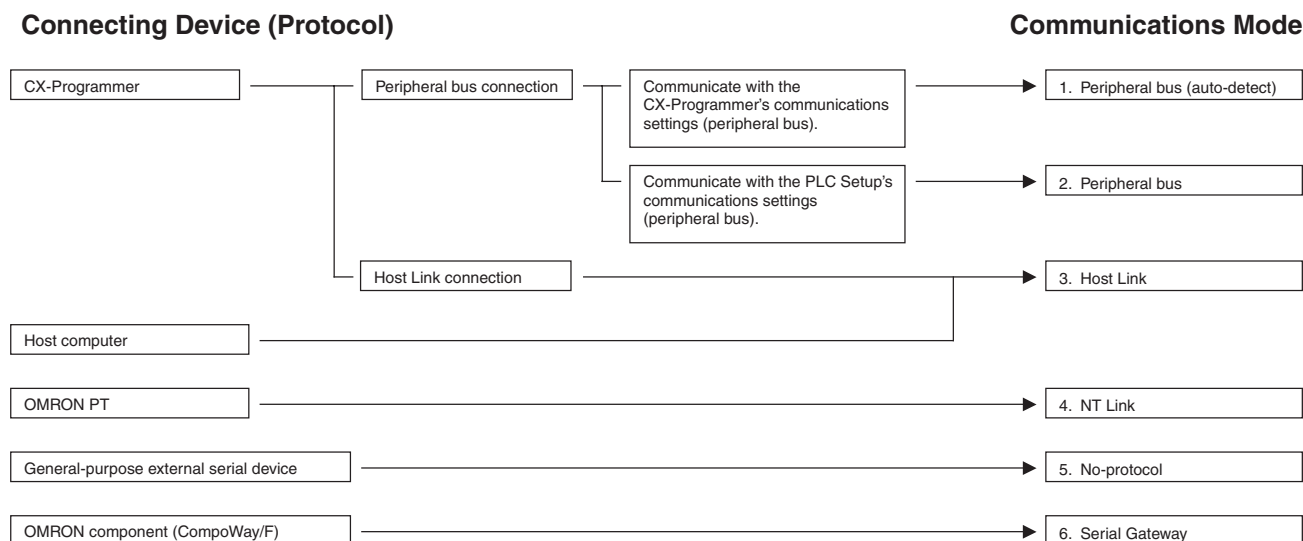 Connecting Device (Protocol)
Communications Mode
CX-Programmer
Peripheral bus connection
Communicate with the
CX-Programmer's communications
settings (peripheral bus).
1. Peripheral bus (auto-detect)
Communicate with the PLC Setup's
communications settings
(peripheral bus).
2. Peripheral bus
Host Link connection
3. Host Link
Host computer
OMRON PT
4. NT Link
General-purpose external serial device
5. No-protocol
OMRON component (CompoWay/F)
6. Serial Gateway